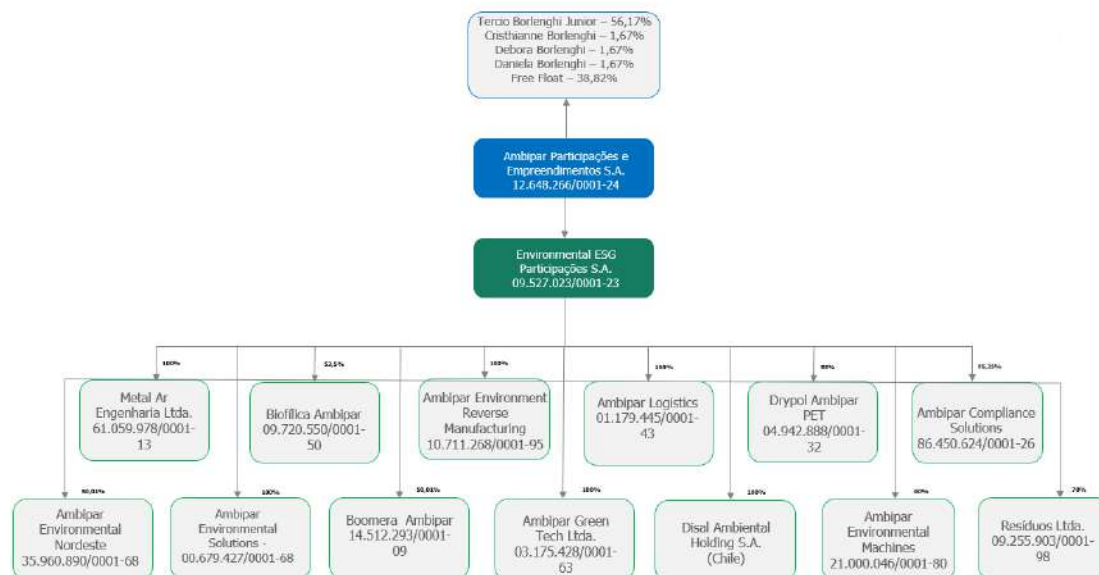 Tercio Borlenghi Junior – 56,17%
Cristhianne Borlenghi – 1,67%
Debora Borlenghi – 1,67%
Daniela Borlenghi – 1,67%
Free Float – 38,82%
Ambipar Participações e
Empreendimentos S.A.
12.648.266/0001-24
Environmental ESG
Participações S.A.
09.527.023/0001-23
100%
Metal Ar
Engenharia Ltda.
61.059.978/0001-
13
Biofílica Ambipar
09.720.550/0001-
50
100%
Ambipar Environment
Reverse
Manufacturing
10.711.268/0001-95
Ambipar Logistics
01.179.445/0001-
43
Drypol Ambipar
PET
04.942.888/0001-
32
Ambipar Compliance
Solutions
86.450.624/0001-26
50,01%
Ambipar
Environmental
Nordeste
35.960.890/0001-68
100%
Ambipar
Environmental
Solutions -
00.679.427/0001-68
50,01%
Boomera Ambipar
14.512.293/0001-
09
100%
Ambipar Green
Tech Ltda.
03.175.428/0001-
63
100%
Disal Ambiental
Holding S.A.
(Chile)
60%
Ambipar
Environmental
Machines
21.000.046/0001-80
70%
Resíduos Ltda.
09.255.903/0001-
98